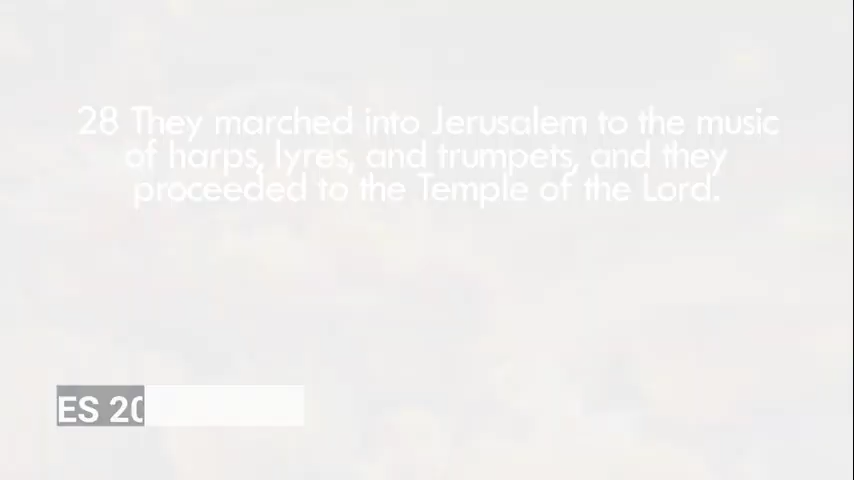 28 They marched into Jerusalem to the music
of harps, lyres, and trumpets, and they
proceeded to the Temple of the Lord.
ES 20